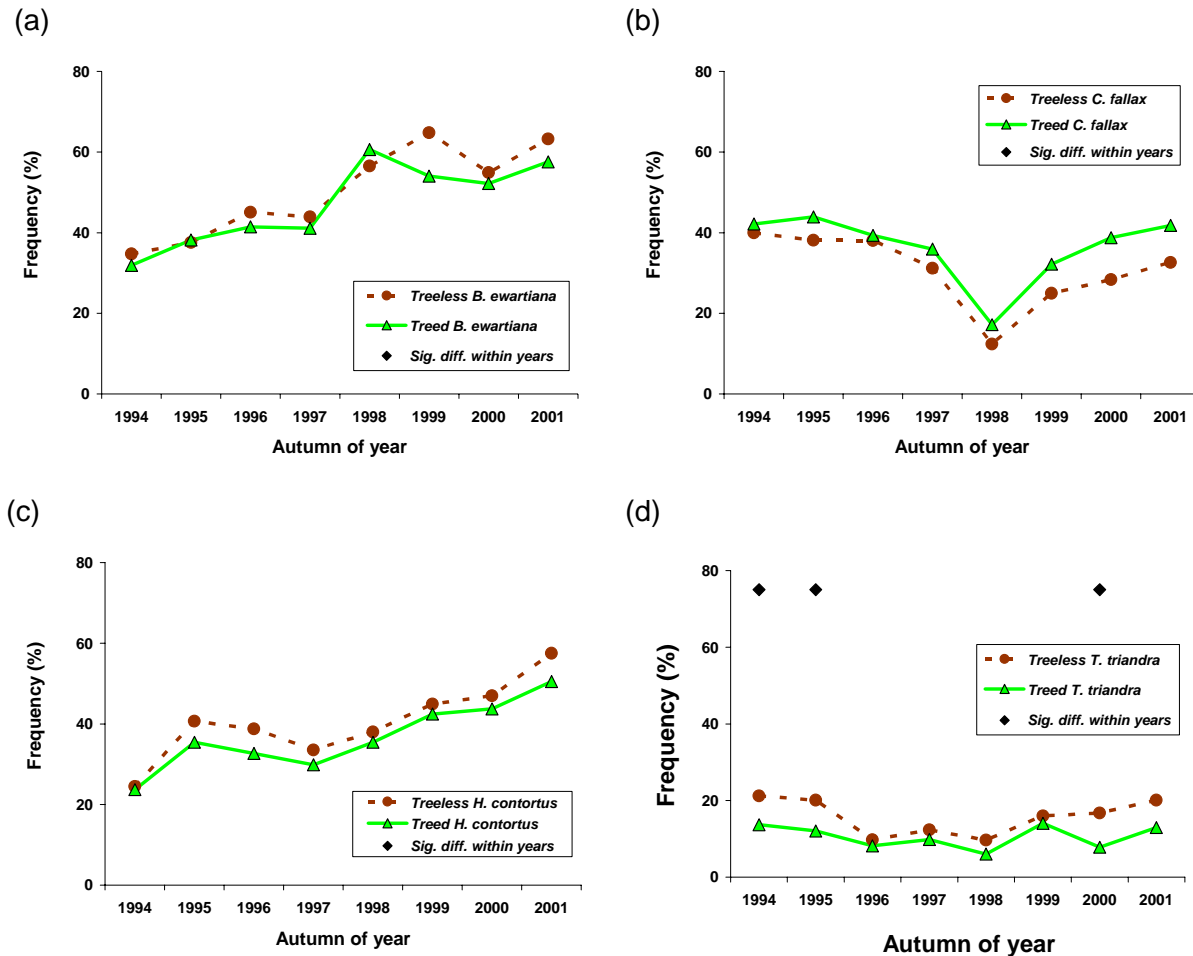 (a)
80
60
40
20
0
Frequency (%)
Treeless B. ewartiana
Treed B. ewartiana
Sig. diff. within years
1994 1995 1996 1997 1998 1999 2000 2001
Autumn of year
(b)
80
60
40
20
0
Frequency (%)
Treeless C. fallax
Treed C. fallax
Sig. diff. within years
1994 1995 1996 1997 1998 1999 2000 2001
Autumn of year
(c)
80
60
40
20
0
Frequency (%)
Treeless H. contortus
Treed H. contortus
Sig. diff. within years
1994 1995 1996 1997 1998 1999 2000 2001
Autumn of year
(d)
80
60
40
20
0
Frequency (%)
Treeless T. triandra
Treed T. triandra
Sig. diff. within years
1994 1995 1996 1997 1998 1999 2000 2001
Autumn of year